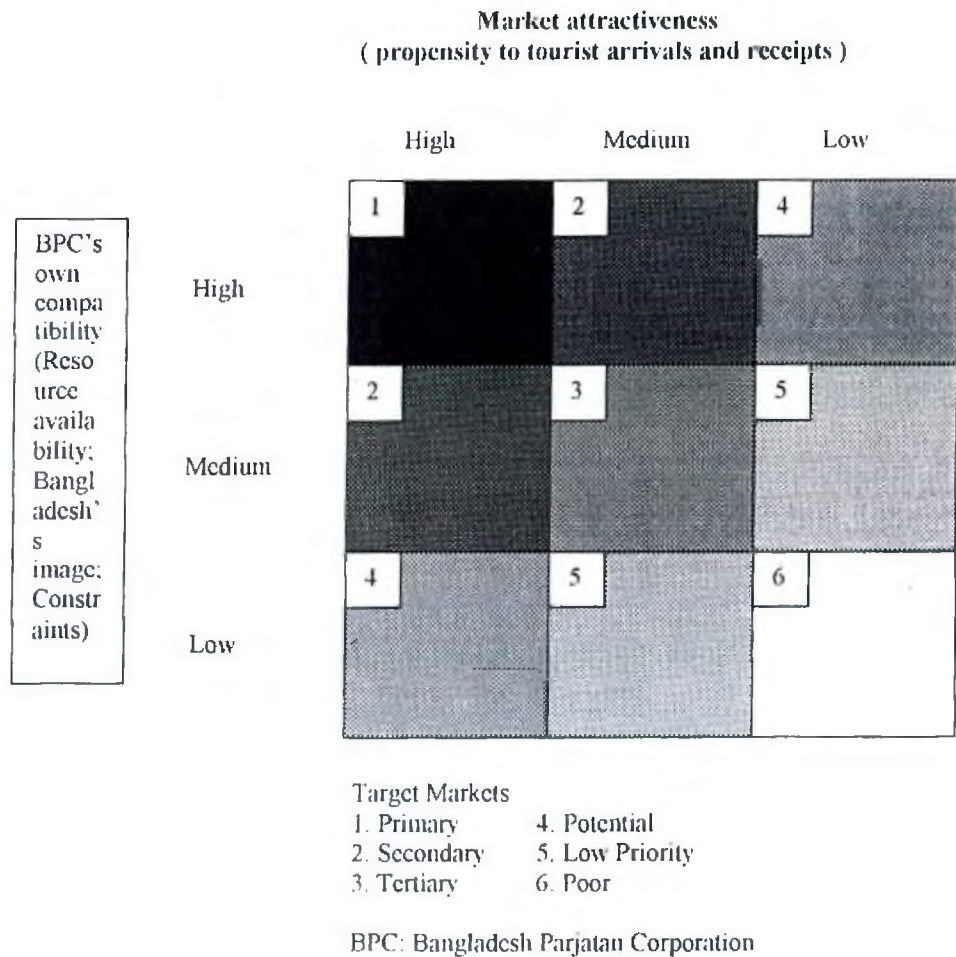 Market attractiveness
( propensity to tourist arrivals and receipts )
High Medium Low
BPC's
own
compa
tibility
(Reso
urce
availa
bility;
Bangl
adesh'
s
image;
Constr
aints)
High
1 2 4
Medium
2 3 5
Low
4 5 6
Target Markets
1. Primary 4. Potential
2. Secondary 5. Low Priority
3. Tertiary 6. Poor
BPC: Bangladesh Parjatan Corporation